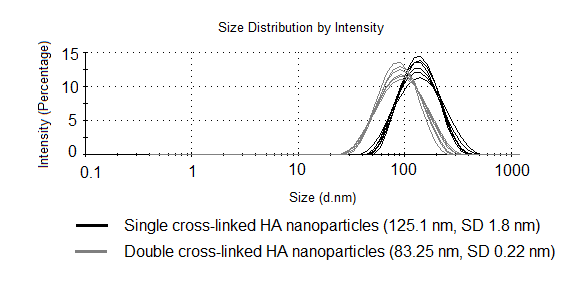 Size Distribution by Intensity
Intensity (Percentage)
15
10
5
0
0.1 1 10 100 1000
Size (d.nm)
Single cross-linked HA nanoparticles (125.1 nm, SD 1.8 nm)
Double cross-linked HA nanoparticles (83.25 nm, SD 0.22 nm)